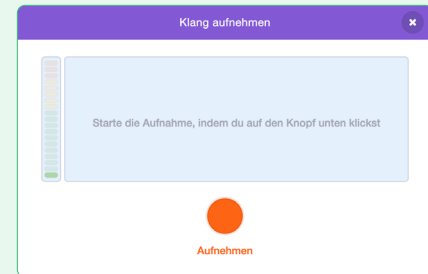 Klang aufnehmen
Starte die Aufnahme, indem du auf den Knopf unten klickst
Aufnehmen